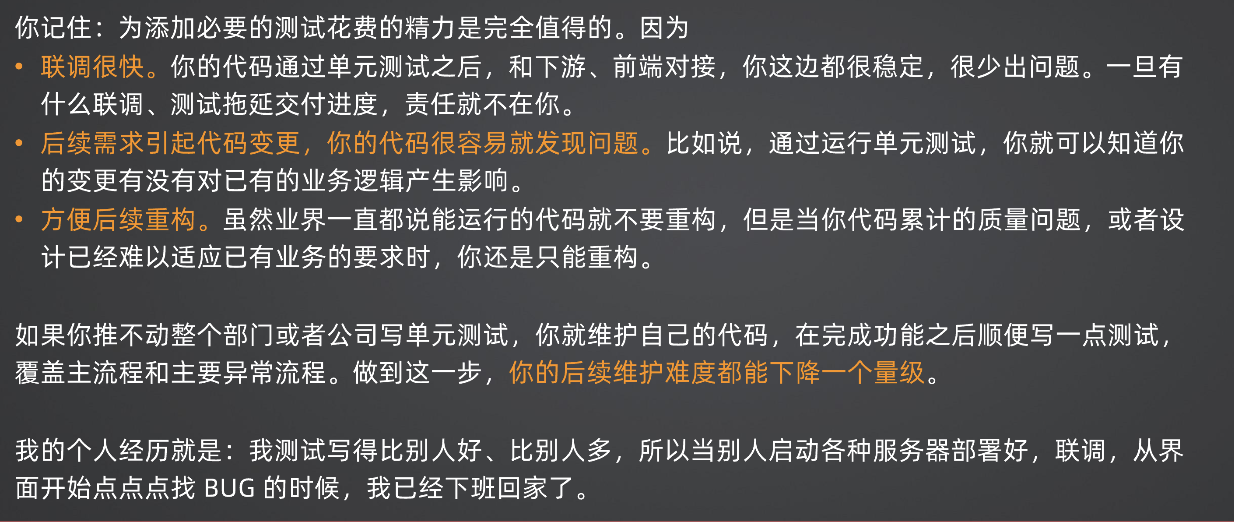 你记住：为添加必要的测试花费的精力是完全值得的。因为
• 联调很快。你的代码通过单元测试之后，和下游、前端对接，你这边都很稳定，很少出问题。一旦有
什么联调、测试拖延交付进度，责任就不在你。
• 后续需求引起代码变更，你的代码很容易就发现问题。比如说，通过运行单元测试，你就可以知道你
的变更有没有对已有的业务逻辑产生影响。
• 方便后续重构。虽然业界一直都说能运行的代码就不要重构，但是当你代码累计的质量问题，或者设
计已经难以适应已有业务的要求时，你还是只能重构。
如果你推不动整个部门或者公司写单元测试，你就维护自己的代码，在完成功能之后顺便写一点测试，
覆盖主流程和主要异常流程。做到这一步，你的后续维护难度都能下降一个量级。
我的个人经历就是：我测试写得比别人好、比别人多，所以当别人启动各种服务器部署好，联调，从界
面开始点点点找 BUG 的时候，我已经下班回家了。